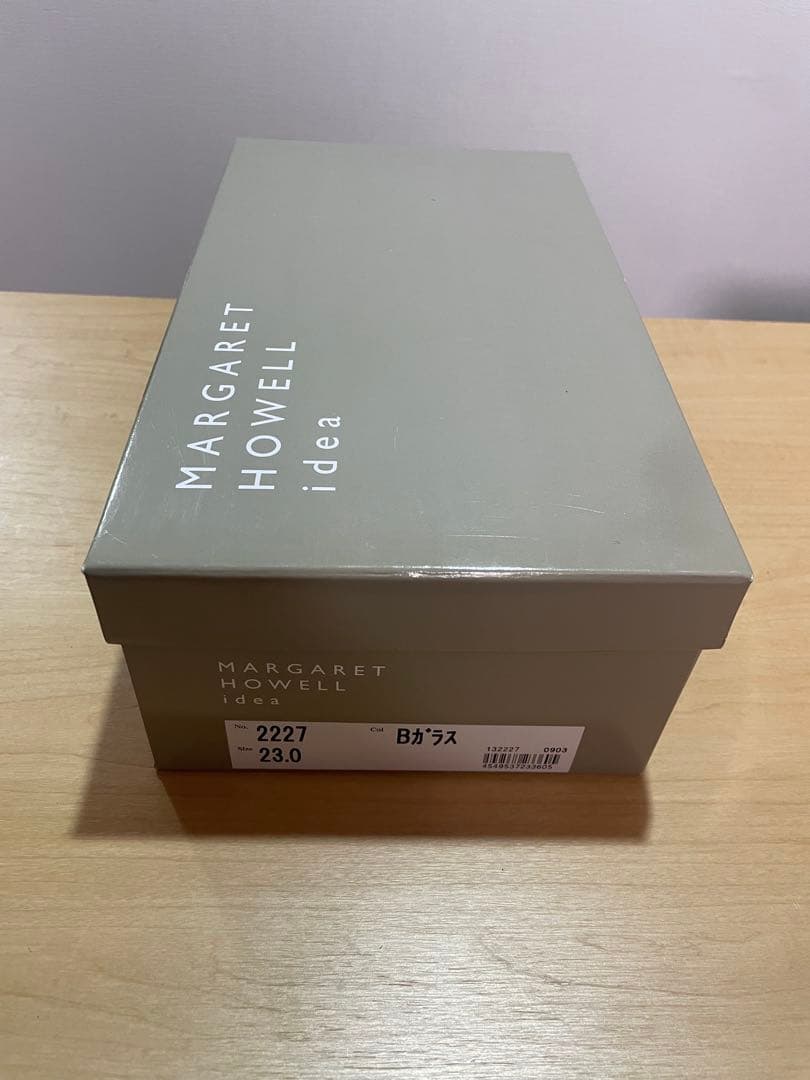 MARGARET
HOWELL
idea
MARGARET
HOWELL
idea
No. 2227 Col Bガラス
Size 23.0
132227 0903
4549537233605